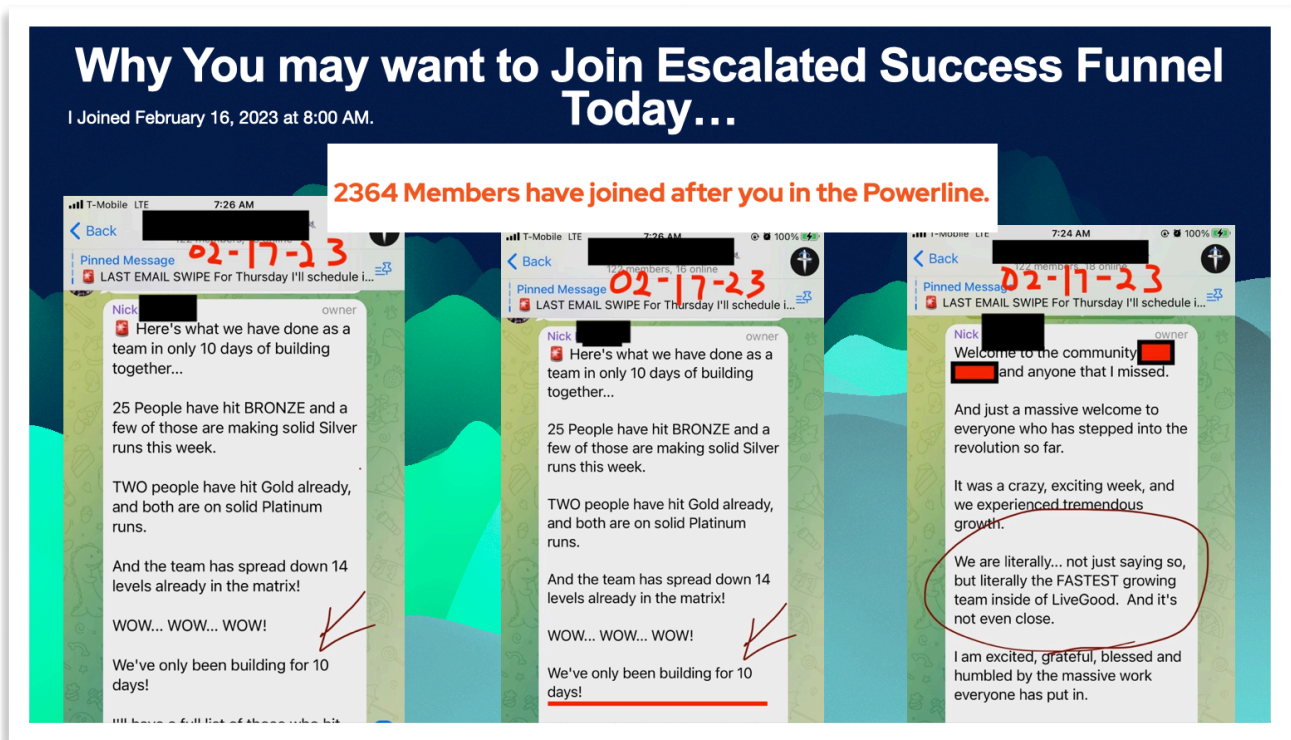 Why You may want to Join Escalated Success Funnel
Today…
I Joined February 16, 2023 at 8:00 AM.
2364 Members have joined after you in the Powerline.
T-Mobile LTE 7:26 AM
Back
02-17-23
Pinned Message
LAST EMAIL SWIPE For Thursday I'll schedule i...
Nick owner
Here's what we have done as a
team in only 10 days of building
together...
25 People have hit BRONZE and a
few of those are making solid Silver
runs this week.
TWO people have hit Gold already,
and both are on solid Platinum
runs.
And the team has spread down 14
levels already in the matrix!
WOW... WOW... WOW!
We've only been building for 10
days!
T-Mobile LTE 7:26 AM 100%
Back
122 members, 16 online
02-17-23
Pinned Message
LAST EMAIL SWIPE For Thursday I'll schedule i...
Nick owner
Here's what we have done as a
team in only 10 days of building
together...
25 People have hit BRONZE and a
few of those are making solid Silver
runs this week.
TWO people have hit Gold already,
and both are on solid Platinum
runs.
And the team has spread down 14
levels already in the matrix!
WOW... WOW... WOW!
We've only been building for 10
days!
T-Mobile LTE 7:24 AM 100%
Back
122 members, 18 online
02-17-23
Pinned Messag
LAST EMAIL SWIPE For Thursday I'll schedule i...
Nick owner
Welcome to the community
and anyone that I missed.
And just a massive welcome to
everyone who has stepped into the
revolution so far.
It was a crazy, exciting week, and
we experienced tremendous
growth.
We are literally... not just saying so,
but literally the FASTEST growing
team inside of LiveGood. And it's
not even close.
I am excited, grateful, blessed and
humbled by the massive work
everyone has put in.